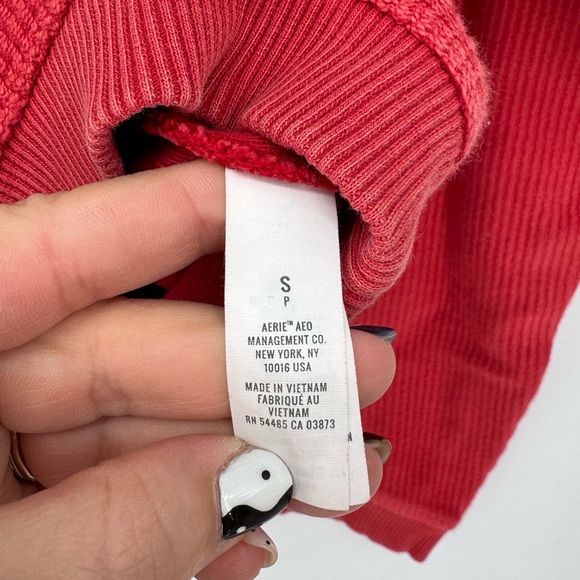 S
P
AERIE™ AEO
MANAGEMENT CO.
NEW YORK, NY
10016 USA
MADE IN VIETNAM
FABRIQUÉ AU
VIETNAM
RN 54485 CA 03873